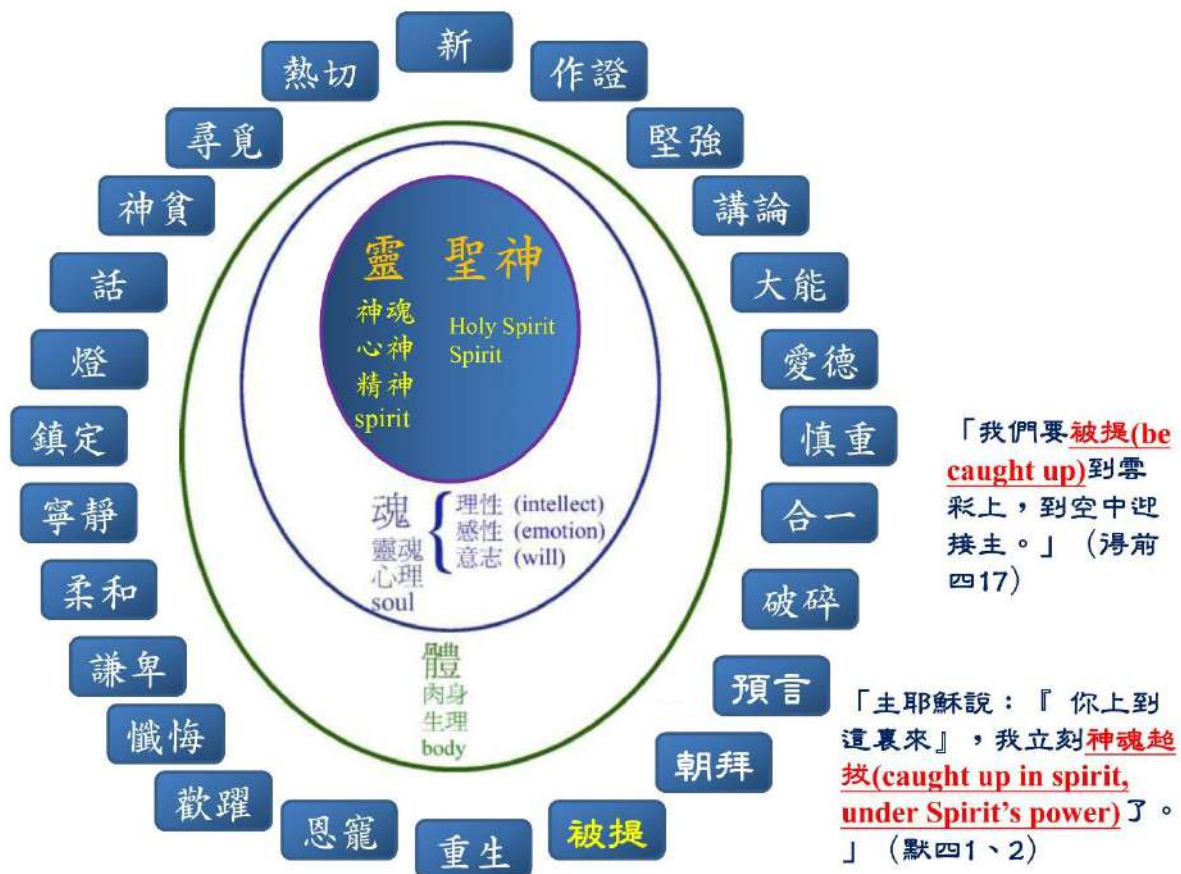 新
作證
堅強
講論
大能
愛德
慎重
合一
破碎
預言
朝拜
被提
重生
恩寵
歡躍
懺悔
謙卑
柔和
寧靜
鎮定
燈
話
神貧
尋覓
熱切
靈 聖神
神魂
心神
精神
spirit
Holy Spirit
Spirit
魂
靈魂
心理
soul
{
理性 (intellect)
感性 (emotion)
意志 (will)
體
肉身
生理
body
「我們要被提(be
caught up)到雲
彩上,到空中迎
接主。」(得前
四17)
「主耶穌說:『 你上到
這裏來』,我立刻神魂超
拔(caught up in spirit,
under Spirit's power)了。
」(默四1、2)